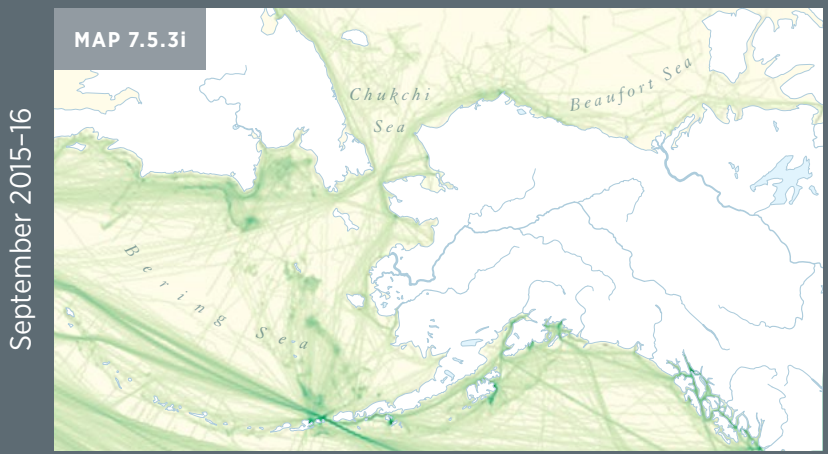 MAP 7.5.3i
September 2015–16
Chukchi
Sea
Beaufort Sea
Bering Sea